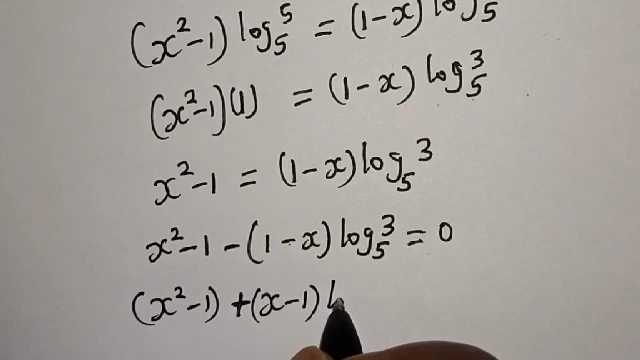 (x²-1) log₅⁵ = (1-x) log₅
(x²-1)(1) = (1-x) log₅³
x²-1 = (1-x) log₅³
x²-1-(1-x) log₅³ = 0
(x²-1)+(x-1) l